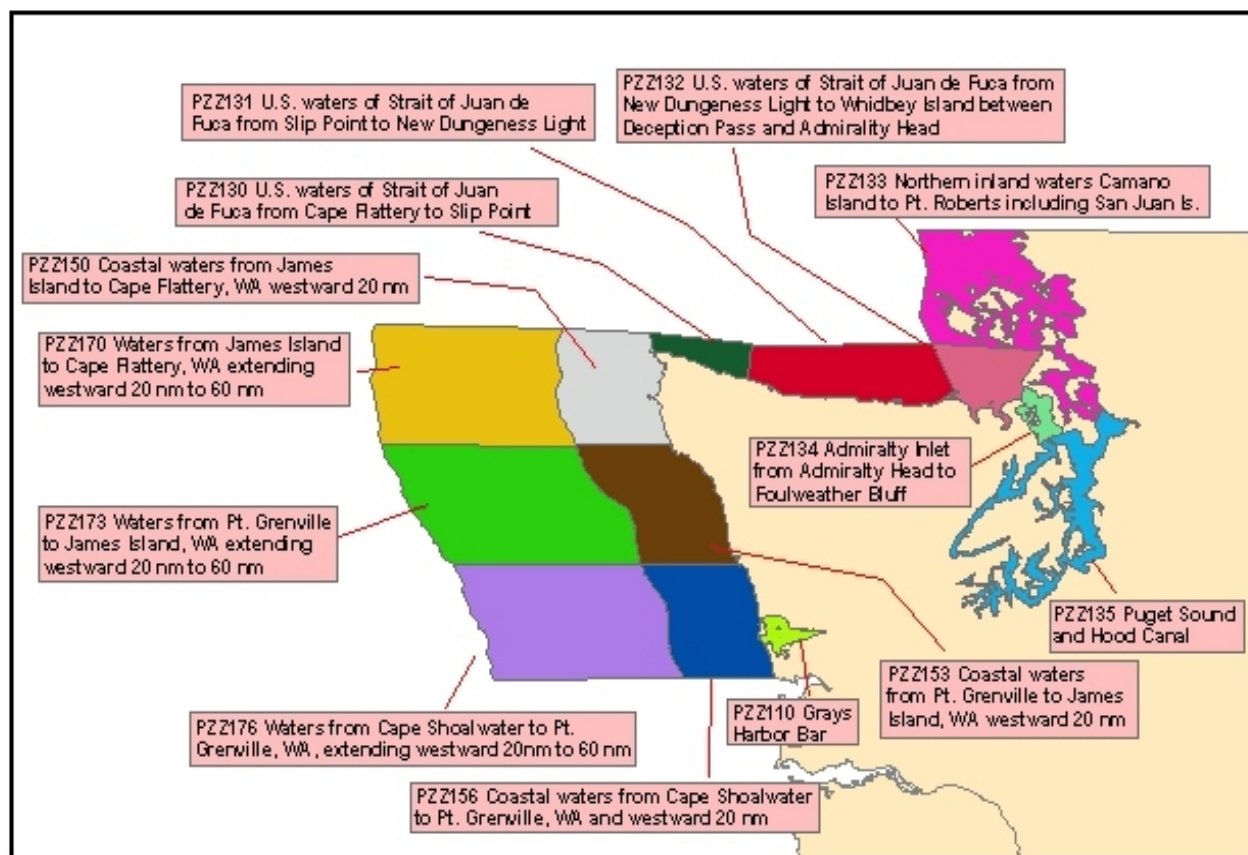 PZZ131 U.S. waters of Strait of Juan de
Fuca from Slip Point to New Dungeness Light
PZZ132 U.S. waters of Strait of Juan de Fuca from
New Dungeness Light to Whidbey Island between
Deception Pass and Admirality Head
PZZ130 U.S. waters of Strait of Juan
de Fuca from Cape Flattery to Slip Point
PZZ133 Northern inland waters Camano
Island to Pt. Roberts including San Juan Is.
PZZ150 Coastal waters from James
Island to Cape Flattery, WA westward 20 nm
PZZ170 Waters from James Island
to Cape Flattery, WA extending
westward 20 nm to 60 nm
PZZ134 Admiralty Inlet
from Admiralty Head to
Foulweather Bluff
PZZ173 Waters from Pt. Grenville
to James Island, WA extending
westward 20 nm to 60 nm
PZZ135 Puget Sound
and Hood Canal
PZZ153 Coastal waters
from Pt. Grenville to James
Island, WA westward 20 nm
PZZ110 Grays
Harbor Bar
PZZ176 Waters from Cape Shoalwater to Pt.
Grenville, WA, extending westward 20nm to 60 nm
PZZ156 Coastal waters from Cape Shoalwater
to Pt. Grenville, WA and westward 20 nm